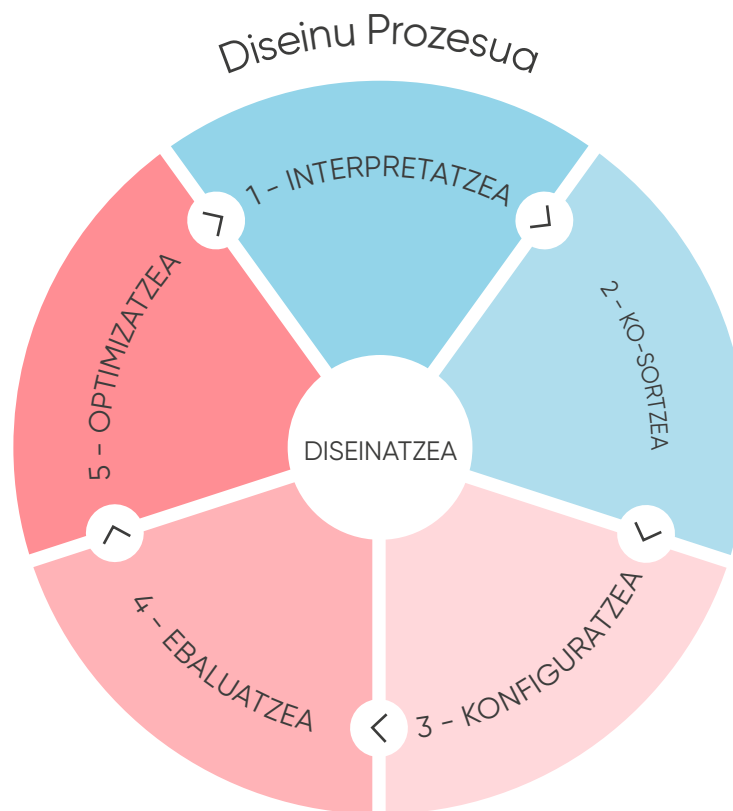 Diseinu Prozesua
1 - INTERPRETATZEA
2 - KO-SORTZEA
3 - KONFIGURATZEA
4 - EBALUATZEA
5 - OPTIMIZATZEA
DISEINATZEA